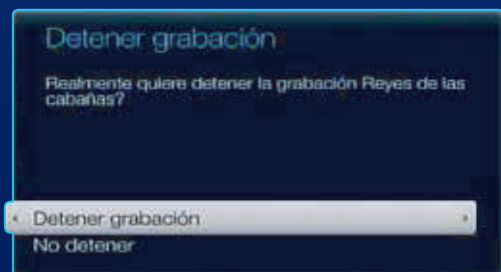 Detener grabación
Realmente quiere detener la grabación Reyes de las
cabañas?
Detener grabación
No detener